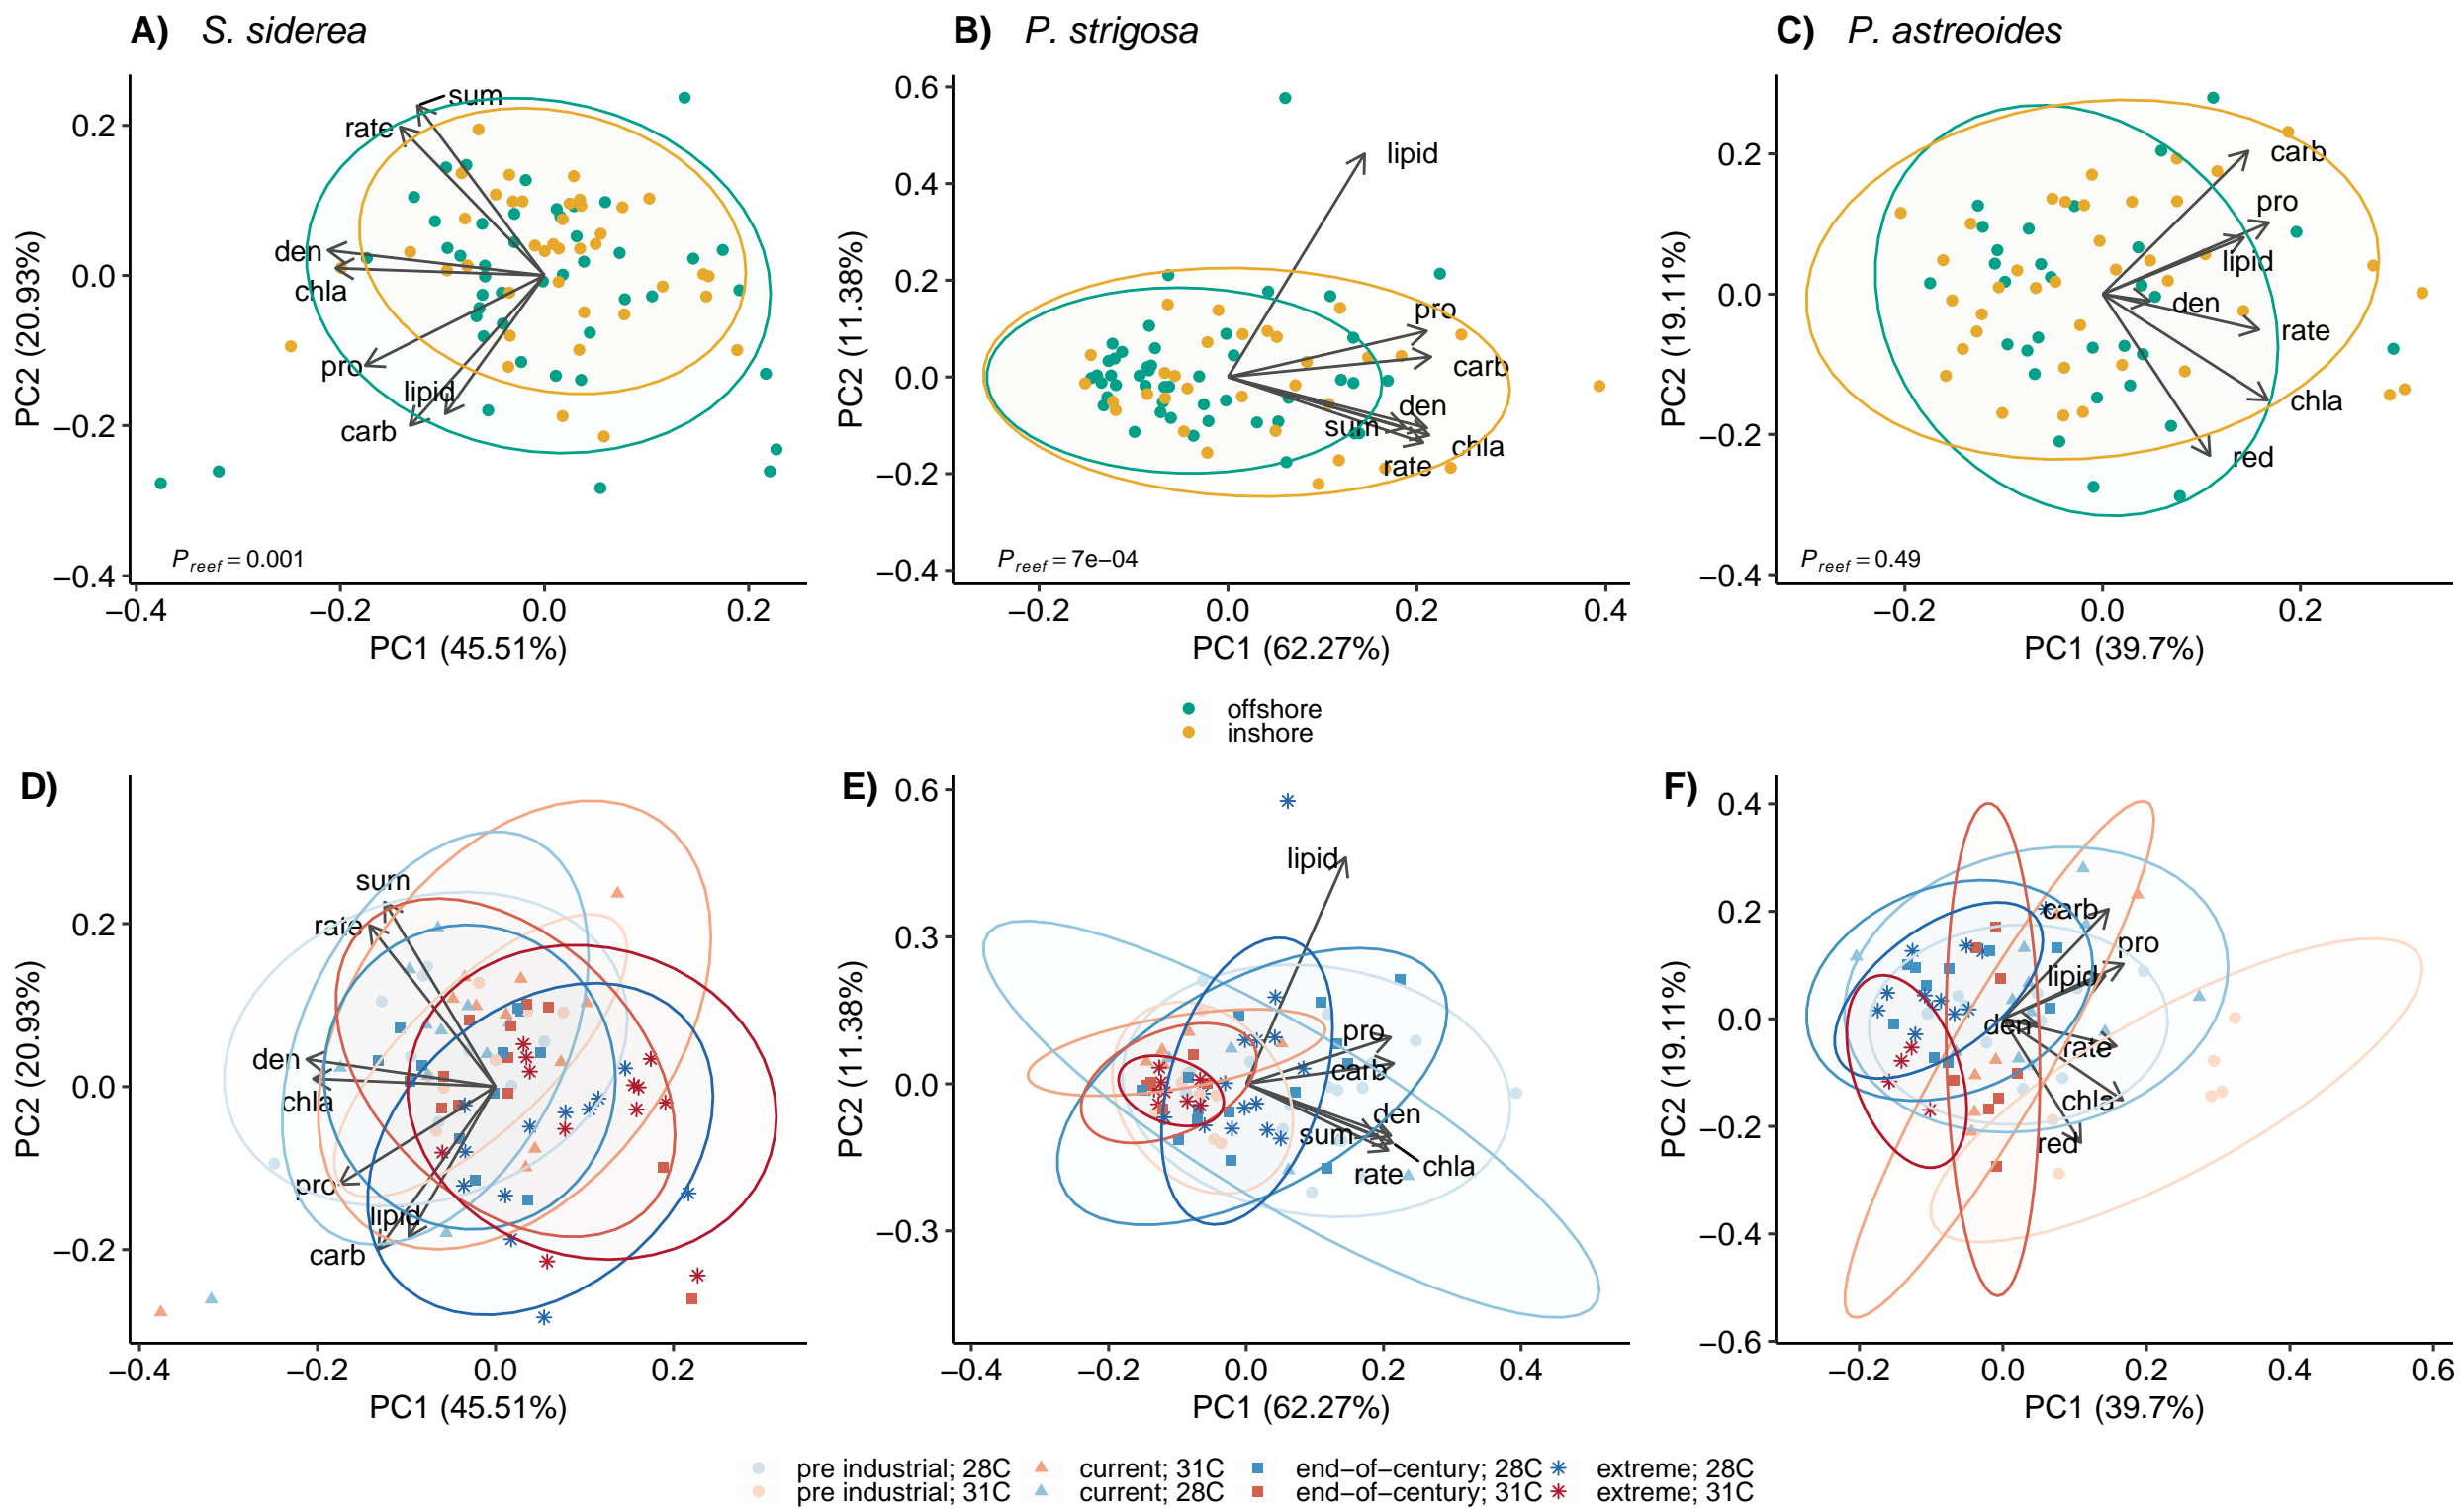 A) S. siderea
B) P. strigosa
C) P. astreoides
PC2 (20.93%)
0.2
0.0
−0.2
−0.4
sum
rate
den
chla
pro
lipid
carb
P reef = 0.001
−0.4 −0.2 0.0 0.2
PC1 (45.51%)
PC2 (11.38%)
0.6
0.4
0.2
0.0
−0.2
−0.4
lipid
pro
carb
den
sum
chla
rate
P reef = 7e−04
−0.2 0.0 0.2 0.4
PC1 (62.27%)
PC2 (19.11%)
0.2
0.0
−0.2
−0.4
carb
pro
lipid
den
rate
chla
red
P reef = 0.49
−0.2 0.0 0.2
PC1 (39.7%)
offshore
inshore
D)
PC2 (20.93%)
0.2
0.0
−0.2
sum
rate
den
chla
pro
lipid
carb
−0.4 −0.2 0.0 0.2
PC1 (45.51%)
E)
PC2 (11.38%)
0.6
0.3
0.0
−0.3
lipid
pro
carb
den
sum
chla
rate
−0.4 −0.2 0.0 0.2 0.4
PC1 (62.27%)
F)
PC2 (19.11%)
0.4
0.2
0.0
−0.2
−0.4
−0.6
carb
pro
lipid
den
rate
chla
red
−0.2 0.0 0.2 0.4 0.6
PC1 (39.7%)
pre industrial; 28C current; 31C end−of−century; 28C extreme; 28C
pre industrial; 31C current; 28C end−of−century; 31C extreme; 31C